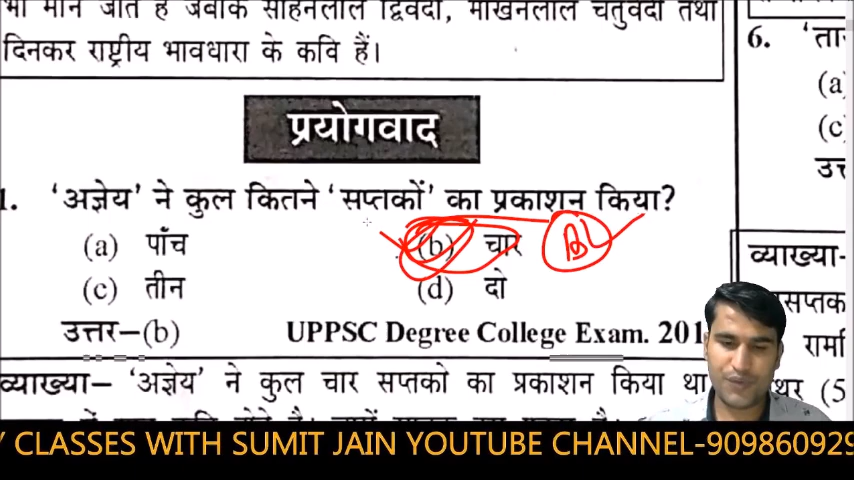 भी माने जाते हैं जबकि सोहनलाल द्विवेदी, माखनलाल चतुर्वेदी तथा
दिनकर राष्ट्रीय भावधारा के कवि हैं।
प्रयोगवाद
1. 'अज्ञेय' ने कुल कितने 'सप्तकों' का प्रकाशन किया?
(a) पाँच (b) चार
(c) तीन (d) दो
उत्तर–(b) UPPSC Degree College Exam. 201
व्याख्या– 'अज्ञेय' ने कुल चार सप्तको का प्रकाशन किया था
6. 'ता
(a)
(c)
उत्त
व्याख्या-
सप्तक
(5
CLASSES WITH SUMIT JAIN YOUTUBE CHANNEL-909860929